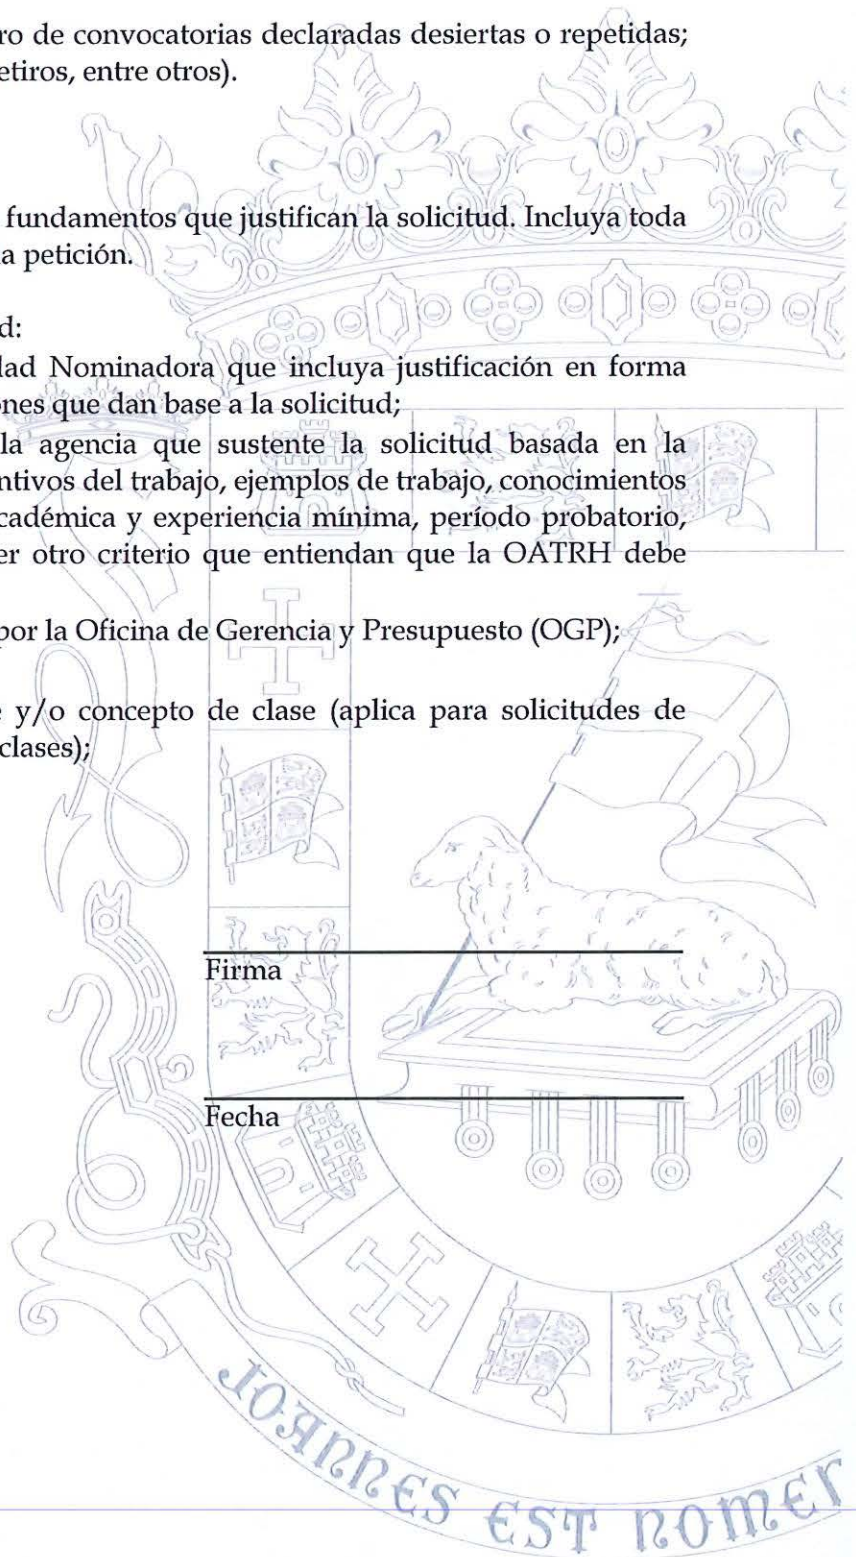 ro de convocatorias declaradas desiertas o repetidas;
etiros, entre otros).
fundamentos que justifican la solicitud. Incluya toda
a petición.
d:
dad Nominadora que incluya justificación en forma
ones que dan base a la solicitud;
la agencia que sustente la solicitud basada en la
ntivos del trabajo, ejemplos de trabajo, conocimientos
cadémica y experiencia mínima, período probatorio,
er otro criterio que entiendan que la OATRH debe
por la Oficina de Gerencia y Presupuesto (OGP);
e y/o concepto de clase (aplica para solicitudes de
clases);
Firma
Fecha
JOANNES EST NOMEN